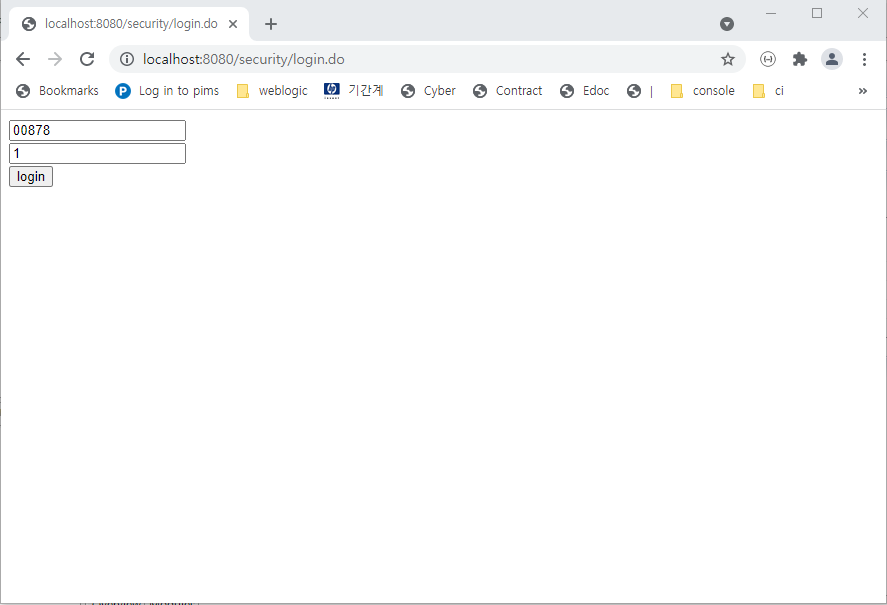 localhost:8080/security/login.do
localhost:8080/security/login.do
Bookmarks Log in to pims weblogic 기간계 Cyber Contract Edoc | console ci
00878
1
login